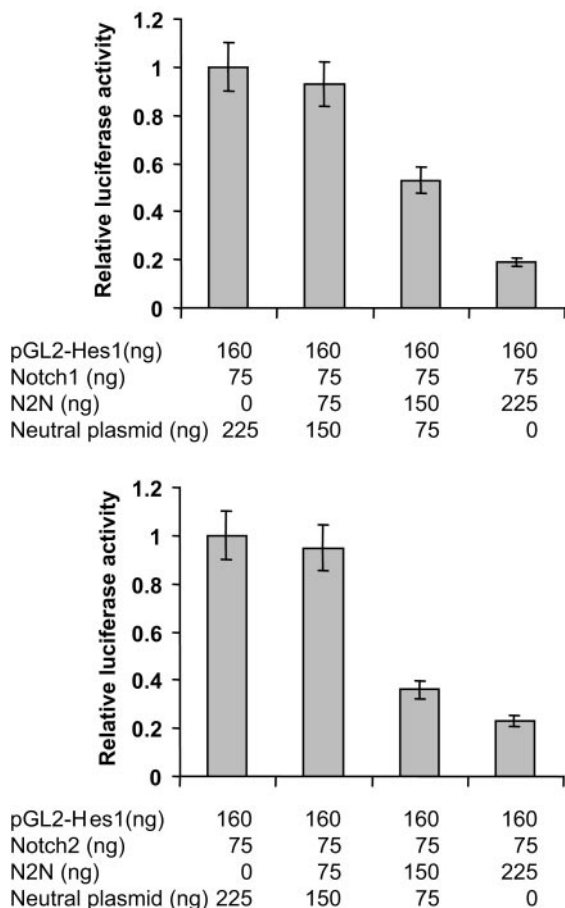 Relative luciferase activity
1.2
1
0.8
0.6
0.4
0.2
0
pGL2-Hes1(ng) 160 160 160 160
Notch1 (ng) 75 75 75 75
N2N (ng) 0 75 150 225
Neutral plasmid (ng) 225 150 75 0
Relative luciferase activity
1.2
1
0.8
0.6
0.4
0.2
0
pGL2-Hes1(ng) 160 160 160 160
Notch2 (ng) 75 75 75 75
N2N (ng) 0 75 150 225
Neutral plasmid (ng) 225 150 75 0